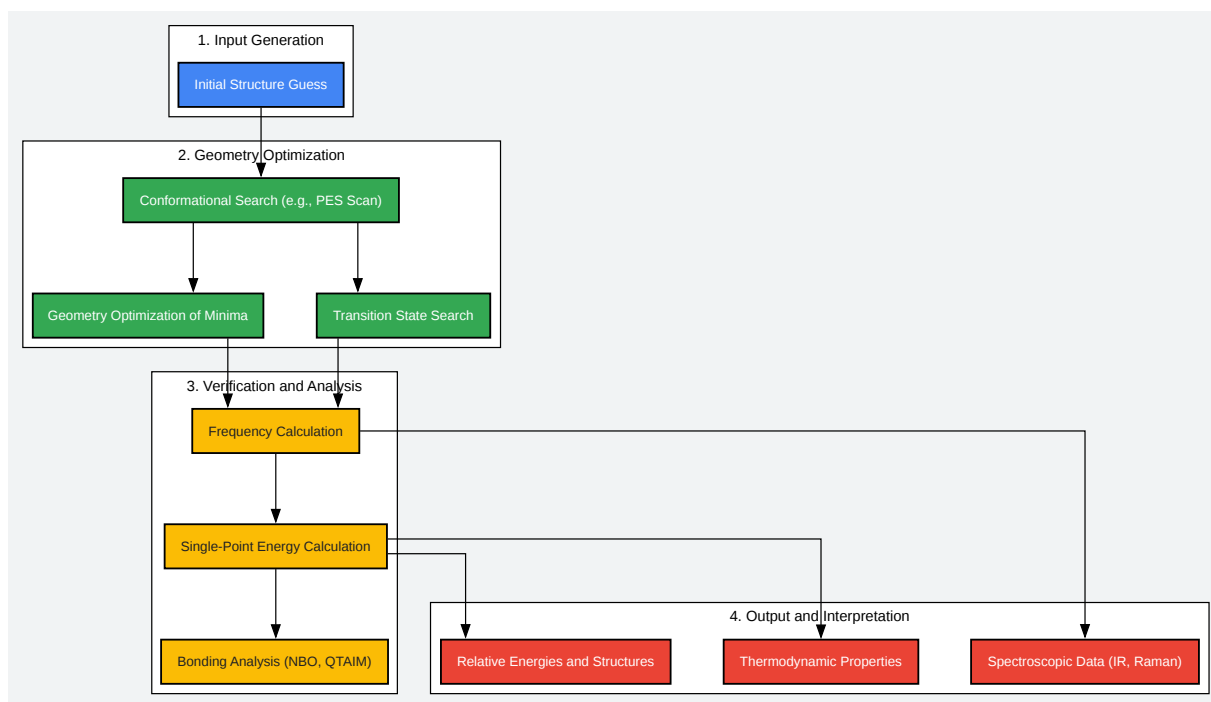 1. Input Generation
Initial Structure Guess
2. Geometry Optimization
Conformational Search (e.g., PES Scan)
Geometry Optimization of Minima
Transition State Search
3. Verification and Analysis
Frequency Calculation
Single-Point Energy Calculation
Bonding Analysis (NBO, QTAIM)
4. Output and Interpretation
Relative Energies and Structures
Thermodynamic Properties
Spectroscopic Data (IR, Raman)